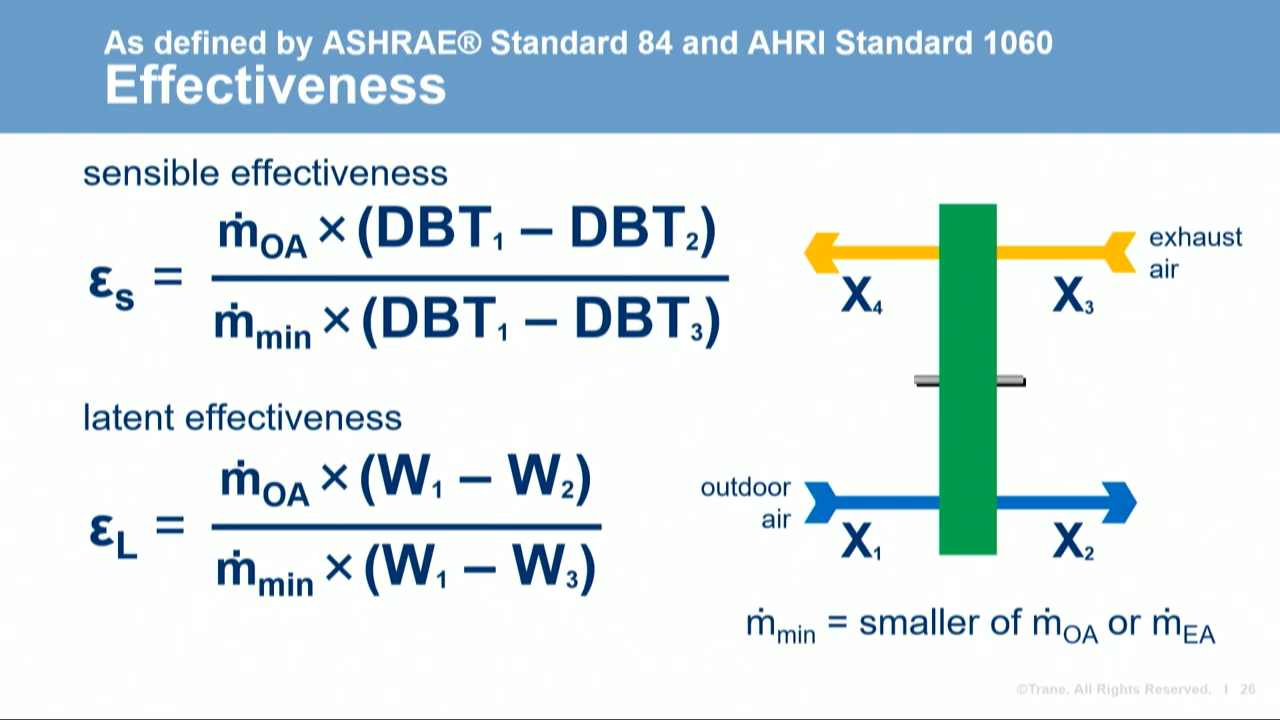 As defined by ASHRAE® Standard 84 and AHRI Standard 1060
Effectiveness
sensible effectiveness
εs = ṁOA × (DBT1 – DBT2)
ṁmin × (DBT1 – DBT3)
latent effectiveness
εL = ṁOA × (W1 – W2)
ṁmin × (W1 – W3)
exhaust
air
X4
X3
outdoor
air
X1
X2
ṁmin = smaller of ṁOA or ṁEA
©Trane. All Rights Reserved. I 26